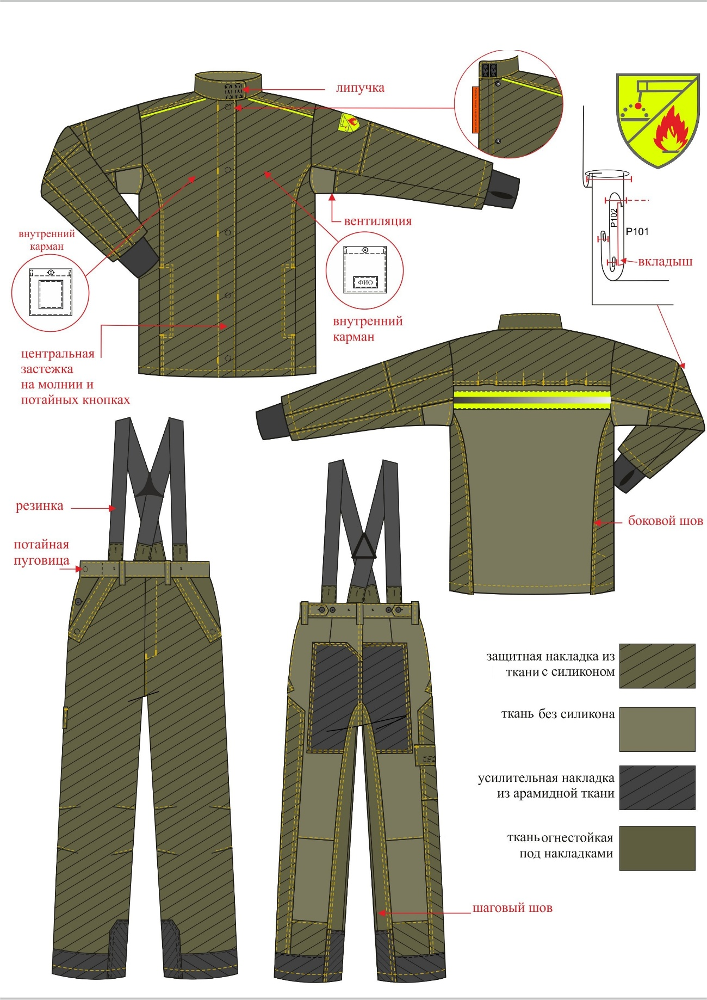 липучка
вентиляция
внутренний
карман
ФИО
внутренний
карман
центральная
застежка
на молнии и
потайных кнопках
Р102
Р101
вкладыш
резинка
потайная
пуговица
боковой шов
защитная накладка из
ткани с силиконом
ткань без силикона
усилительная накладка
из арамидной ткани
ткань огнестойкая
под накладками
шаговый шов